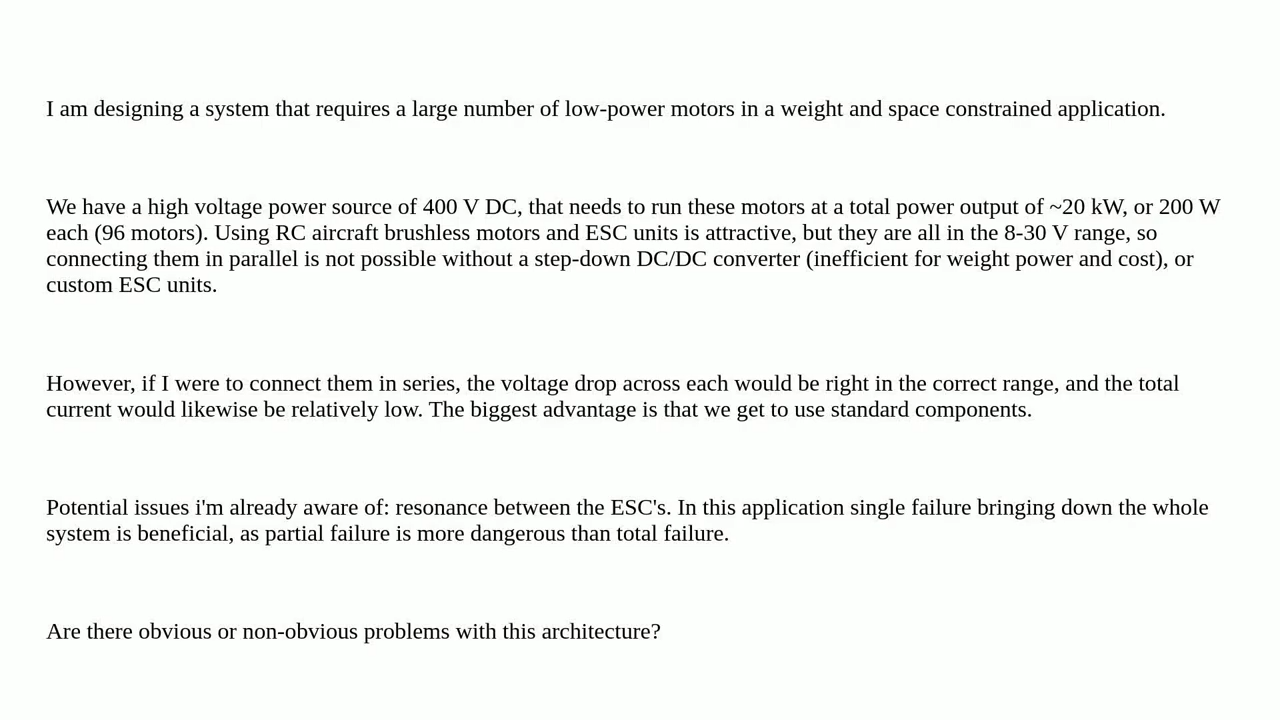 I am designing a system that requires a large number of low-power motors in a weight and space constrained application.
We have a high voltage power source of 400 V DC, that needs to run these motors at a total power output of ~20 kW, or 200 W
each (96 motors). Using RC aircraft brushless motors and ESC units is attractive, but they are all in the 8-30 V range, so
connecting them in parallel is not possible without a step-down DC/DC converter (inefficient for weight power and cost), or
custom ESC units.
However, if I were to connect them in series, the voltage drop across each would be right in the correct range, and the total
current would likewise be relatively low. The biggest advantage is that we get to use standard components.
Potential issues i'm already aware of: resonance between the ESC's. In this application single failure bringing down the whole
system is beneficial, as partial failure is more dangerous than total failure.
Are there obvious or non-obvious problems with this architecture?